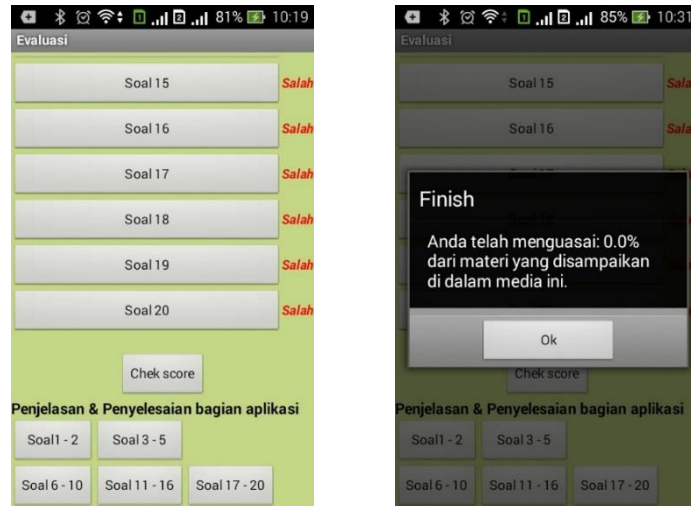 81% 10:19
Evaluasi
Soal 15 Salah
Soal 16 Salah
Soal 17 Salah
Soal 18 Salah
Soal 19 Salah
Soal 20 Salah
Chek score
Penjelasan & Penyelesaian bagian aplikasi
Soal1 - 2 Soal 3 - 5
Soal 6 - 10 Soal 11 - 16 Soal 17 - 20
85% 10:31
Evaluasi
Soal 15 Sala
Soal 16 Sala
Finish
Anda telah menguasai: 0.0%
dari materi yang disampaikan
di dalam media ini.
Ok
Chek score
Penjelasan & Penyelesaian bagian aplikasi
Soal1 - 2 Soal 3 - 5
Soal 6 - 10 Soal 11 - 16 Soal 17 - 20